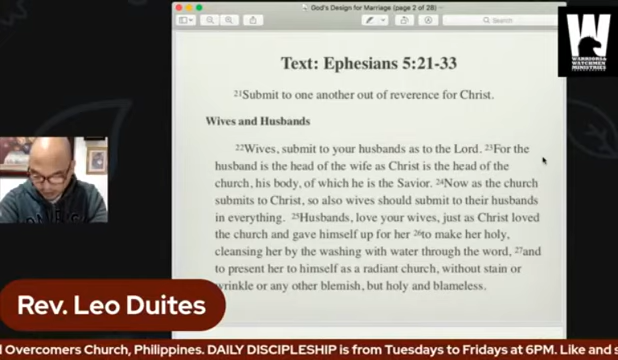 God's Design for Marriage (page 2 of 28)
Search
WARRIORS &
WATCHMEN
MINISTRIES
Text: Ephesians 5:21-33
21Submit to one another out of reverence for Christ.
Wives and Husbands
22Wives, submit to your husbands as to the Lord. 23For the
husband is the head of the wife as Christ is the head of the
church, his body, of which he is the Savior. 24Now as the church
submits to Christ, so also wives should submit to their husbands
in everything. 25Husbands, love your wives, just as Christ loved
the church and gave himself up for her 26to make her holy,
cleansing her by the washing with water through the word, 27and
to present her to himself as a radiant church, without stain or
wrinkle or any other blemish, but holy and blameless.
Rev. Leo Duites
Overcomers Church, Philippines. DAILY DISCIPLESHIP is from Tuesdays to Fridays at 6PM. Like and